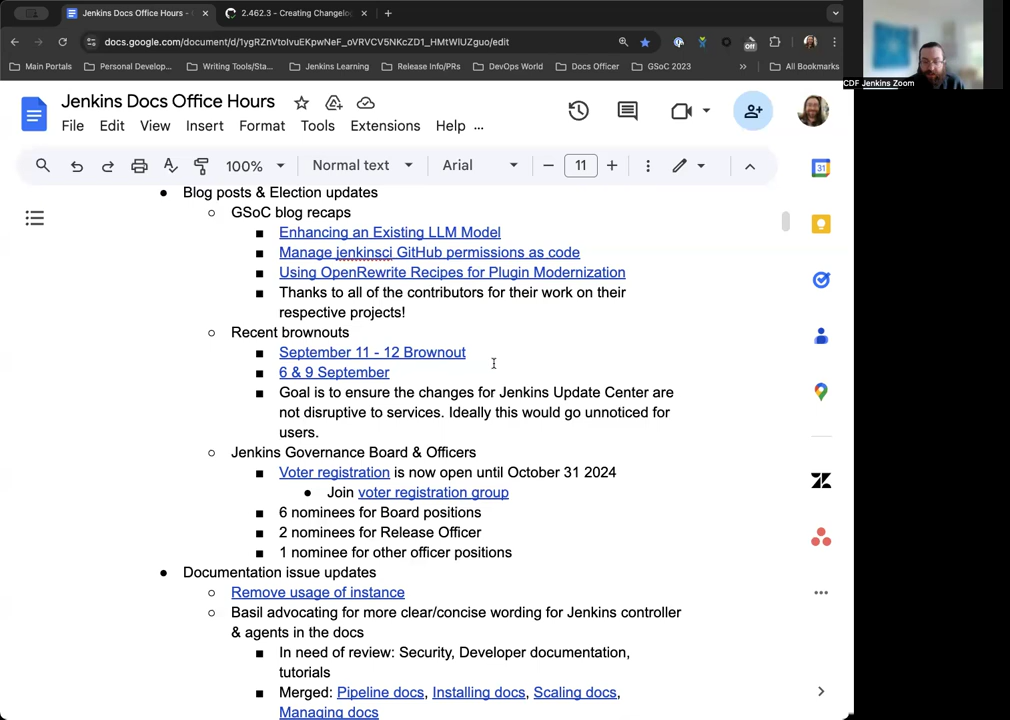 Jenkins Docs Office Hours -
2.462.3 - Creating Changelo
docs.google.com/document/d/1ygRZnVtoIvuEKpwNeF_oVRVCV5NKcZD1_HMtWlUZguo/edit
Off
Main Portals
Personal Develop...
Writing Tools/Sta...
Jenkins Learning
Release Info/PRs
DevOps World
Docs Officer
GSoC 2023
All Bookmarks
CDF Jenkins Zoom
Jenkins Docs Office Hours
File Edit View Insert Format Tools Extensions Help ...
100% Normal text Arial 11
31
Blog posts & Election updates
GSoC blog recaps
Enhancing an Existing LLM Model
Manage jenkinsci GitHub permissions as code
Using OpenRewrite Recipes for Plugin Modernization
Thanks to all of the contributors for their work on their
respective projects!
Recent brownouts
September 11 - 12 Brownout
6 & 9 September
Goal is to ensure the changes for Jenkins Update Center are
not disruptive to services. Ideally this would go unnoticed for
users.
Jenkins Governance Board & Officers
Voter registration is now open until October 31 2024
Join voter registration group
6 nominees for Board positions
2 nominees for Release Officer
1 nominee for other officer positions
Documentation issue updates
Remove usage of instance
Basil advocating for more clear/concise wording for Jenkins controller
& agents in the docs
In need of review: Security, Developer documentation,
tutorials
Merged: Pipeline docs, Installing docs, Scaling docs,
Managing docs